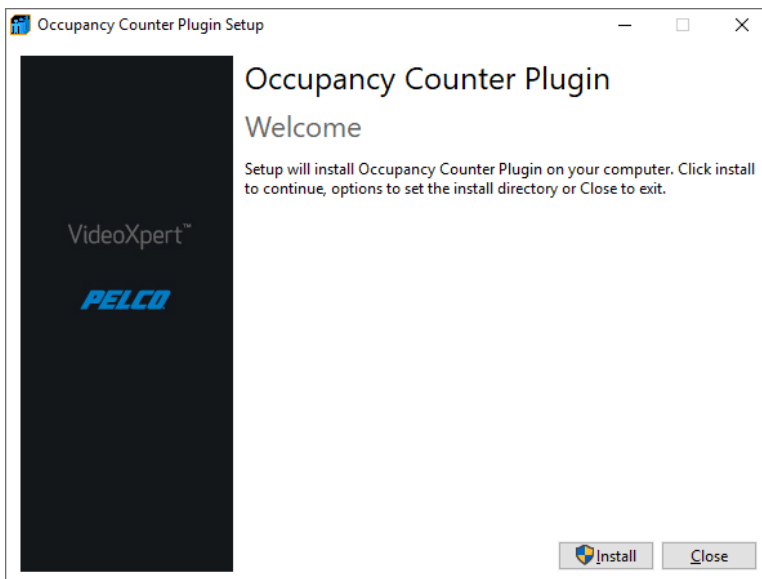 Occupancy Counter Plugin Setup
Occupancy Counter Plugin
Welcome
Setup will install Occupancy Counter Plugin on your computer. Click install
to continue, options to set the install directory or Close to exit.
VideoXpert™
PELCO
Install
Close